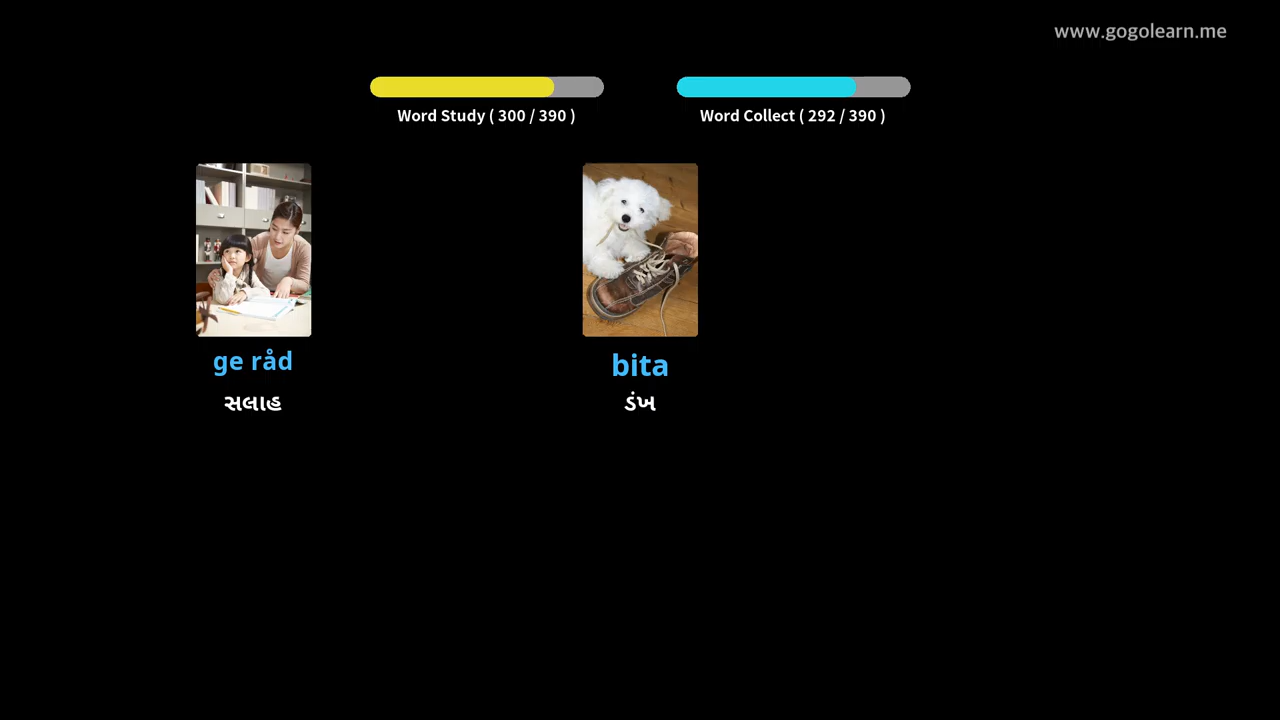 www.gogolearn.me
Word Study ( 300 / 390 )
Word Collect ( 292 / 390 )
ge råd
સલાહ
bita
ડંખ